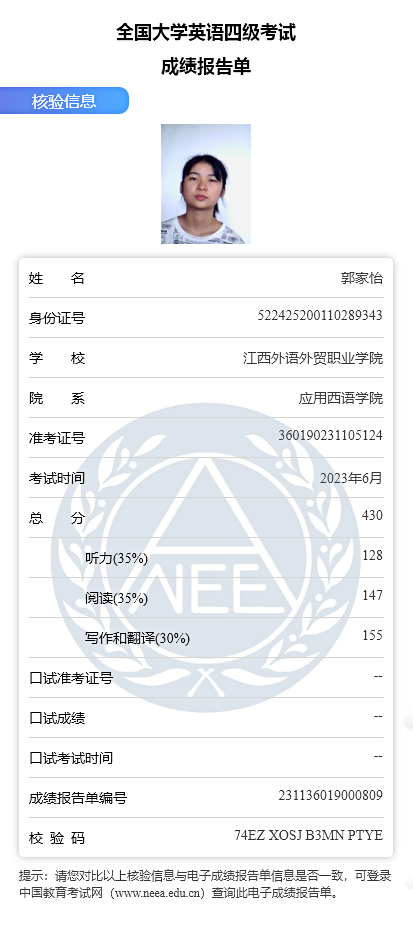 全国大学英语四级考试
成绩报告单
核验信息
姓 名 郭家怡
身份证号 522425200110289343
学 校 江西外语外贸职业学院
院 系 应用西语学院
准考证号 360190231105124
考试时间 2023年6月
总 分 430
听力(35%) 128
阅读(35%) 147
写作和翻译(30%) 155
口试准考证号 --
口试成绩 --
口试考试时间 --
成绩报告单编号 231136019000809
校 验 码 74EZ XOSJ B3MN PTYE
NEE
提示：请您对比以上核验信息与电子成绩报告单信息是否一致，可登录
中国教育考试网（www.neea.edu.cn）查询此电子成绩报告单。